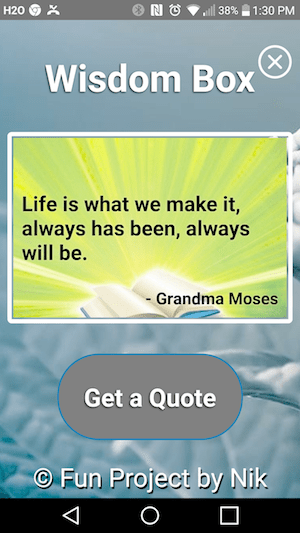 H2O 38% 1:30 PM
Wisdom Box
Life is what we make it,
always has been, always
will be.
- Grandma Moses
Get a Quote
© Fun Project by Nik